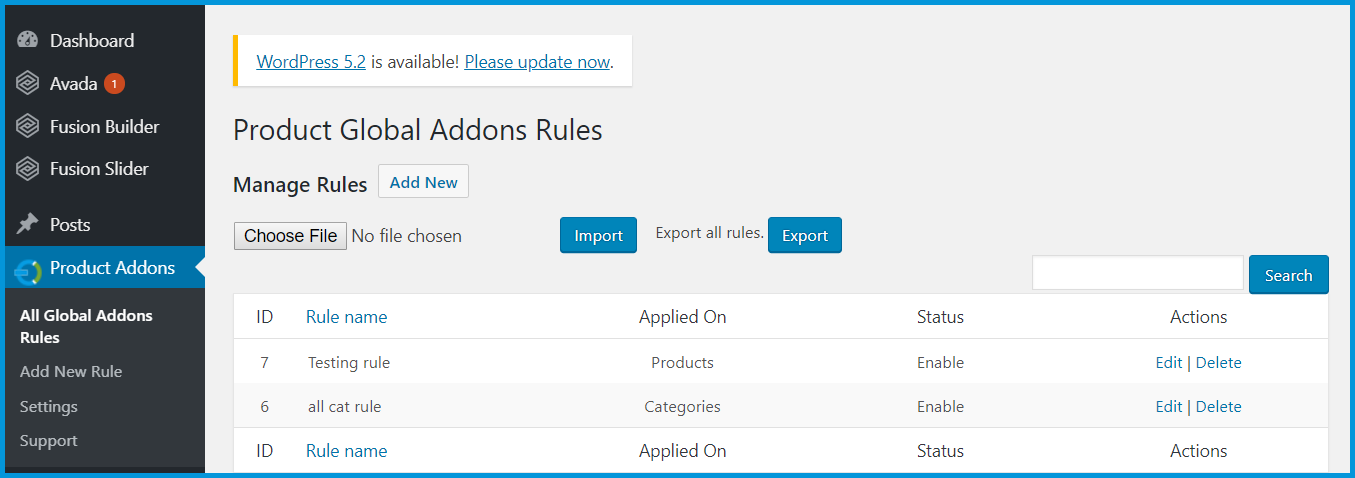 Dashboard
Avada 1
Fusion Builder
Fusion Slider
Posts
Product Addons
All Global Addons
Rules
Add New Rule
Settings
Support
WordPress 5.2 is available! Please update now.
Product Global Addons Rules
Manage Rules Add New
Choose File No file chosen Import Export all rules. Export
Search
ID Rule name Applied On Status Actions
7 Testing rule Products Enable Edit | Delete
6 all cat rule Categories Enable Edit | Delete
ID Rule name Applied On Status Actions